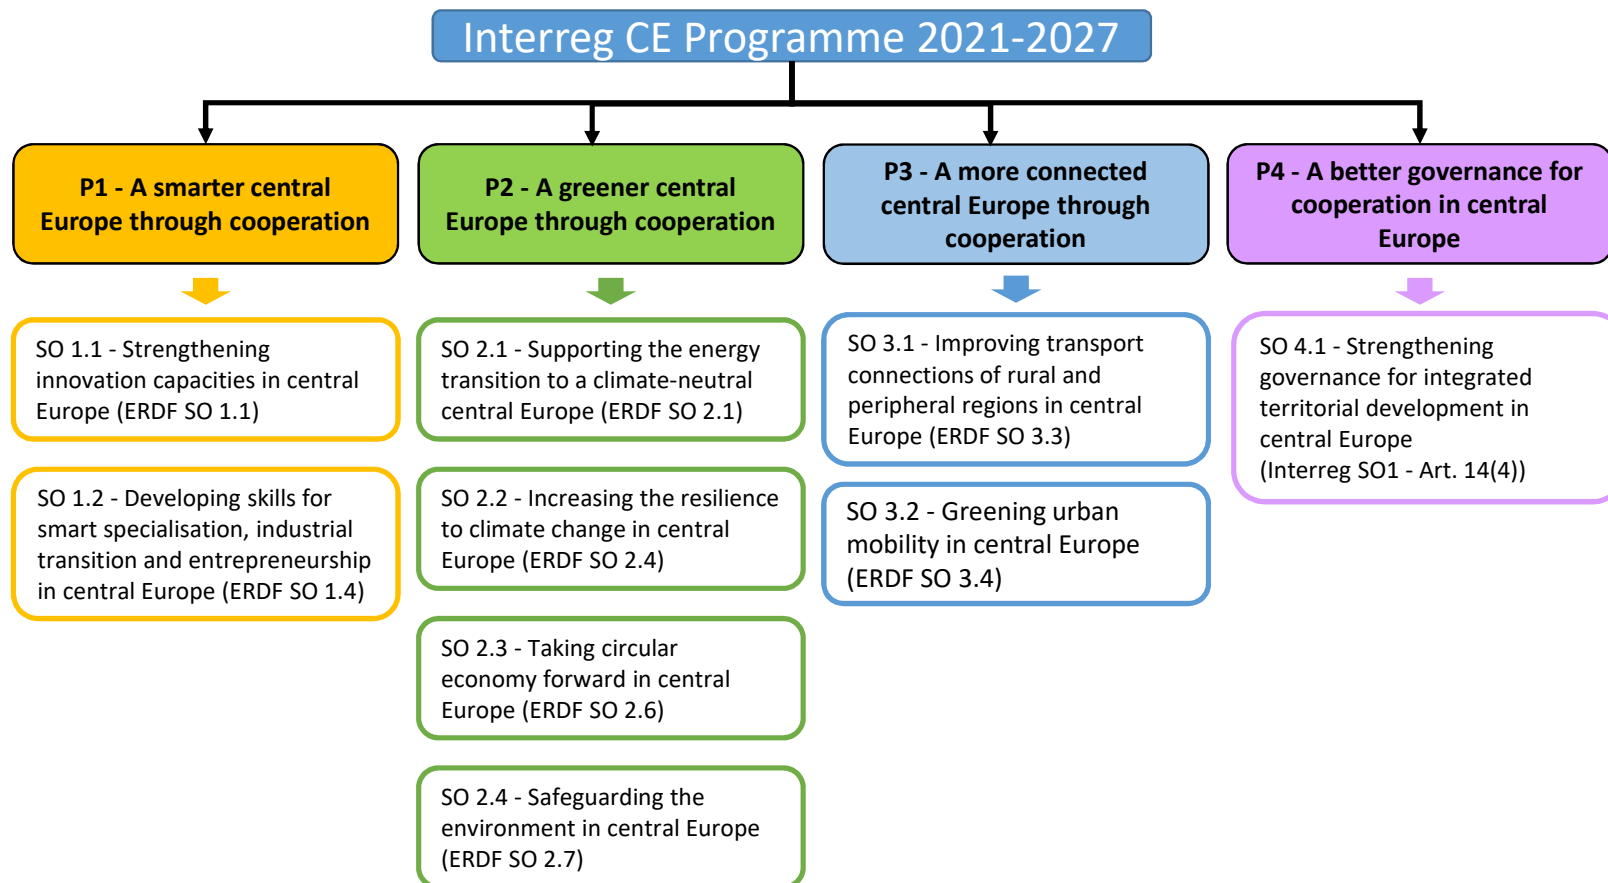 Interreg CE Programme 2021-2027
P1 - A smarter central
Europe through cooperation
SO 1.1 - Strengthening
innovation capacities in central
Europe (ERDF SO 1.1)
SO 1.2 - Developing skills for
smart specialisation, industrial
transition and entrepreneurship
in central Europe (ERDF SO 1.4)
P2 - A greener central
Europe through cooperation
SO 2.1 - Supporting the energy
transition to a climate-neutral
central Europe (ERDF SO 2.1)
SO 2.2 - Increasing the resilience
to climate change in central
Europe (ERDF SO 2.4)
SO 2.3 - Taking circular
economy forward in central
Europe (ERDF SO 2.6)
SO 2.4 - Safeguarding the
environment in central Europe
(ERDF SO 2.7)
P3 - A more connected
central Europe through
cooperation
SO 3.1 - Improving transport
connections of rural and
peripheral regions in central
Europe (ERDF SO 3.3)
SO 3.2 - Greening urban
mobility in central Europe
(ERDF SO 3.4)
P4 - A better governance for
cooperation in central
Europe
SO 4.1 - Strengthening
governance for integrated
territorial development in
central Europe
(Interreg SO1 - Art. 14(4))